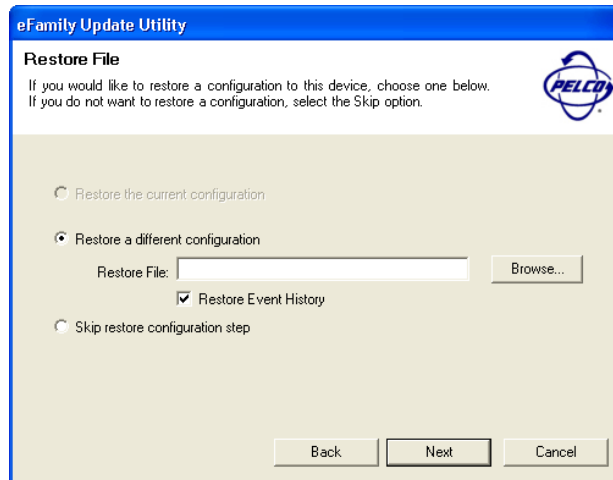 eFamily Update Utility
Restore File
If you would like to restore a configuration to this device, choose one below.
If you do not want to restore a configuration, select the Skip option.
PELCO
Restore the current configuration
Restore a different configuration
Restore File:
Browse...
Restore Event History
Skip restore configuration step
Back
Next
Cancel